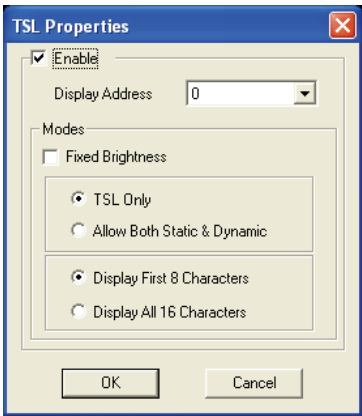 TSL Properties
Enable
Display Address 0
Modes
Fixed Brightness
TSL Only
Allow Both Static & Dynamic
Display First 8 Characters
Display All 16 Characters
OK Cancel